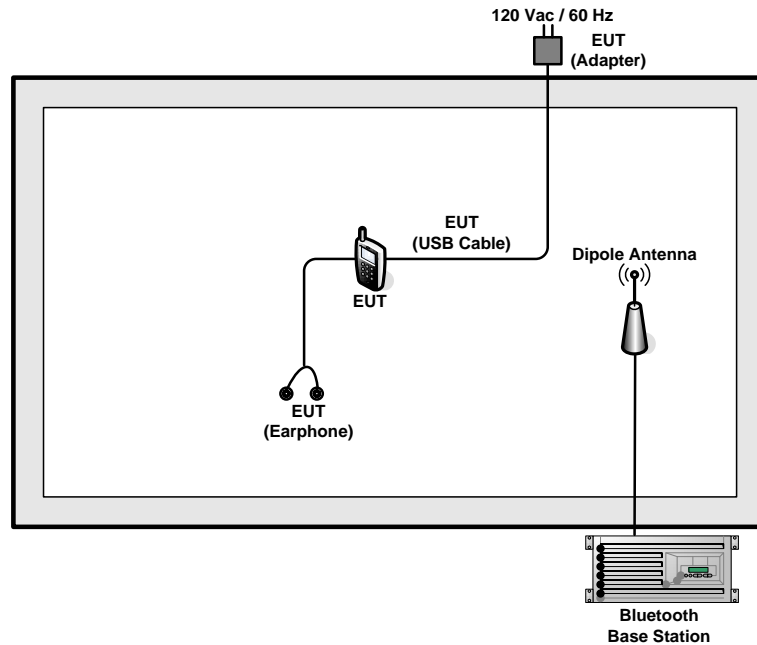 120 Vac / 60 Hz
EUT
(Adapter)
EUT
(USB Cable)
Dipole Antenna
EUT
EUT
(Earphone)
Bluetooth
Base Station